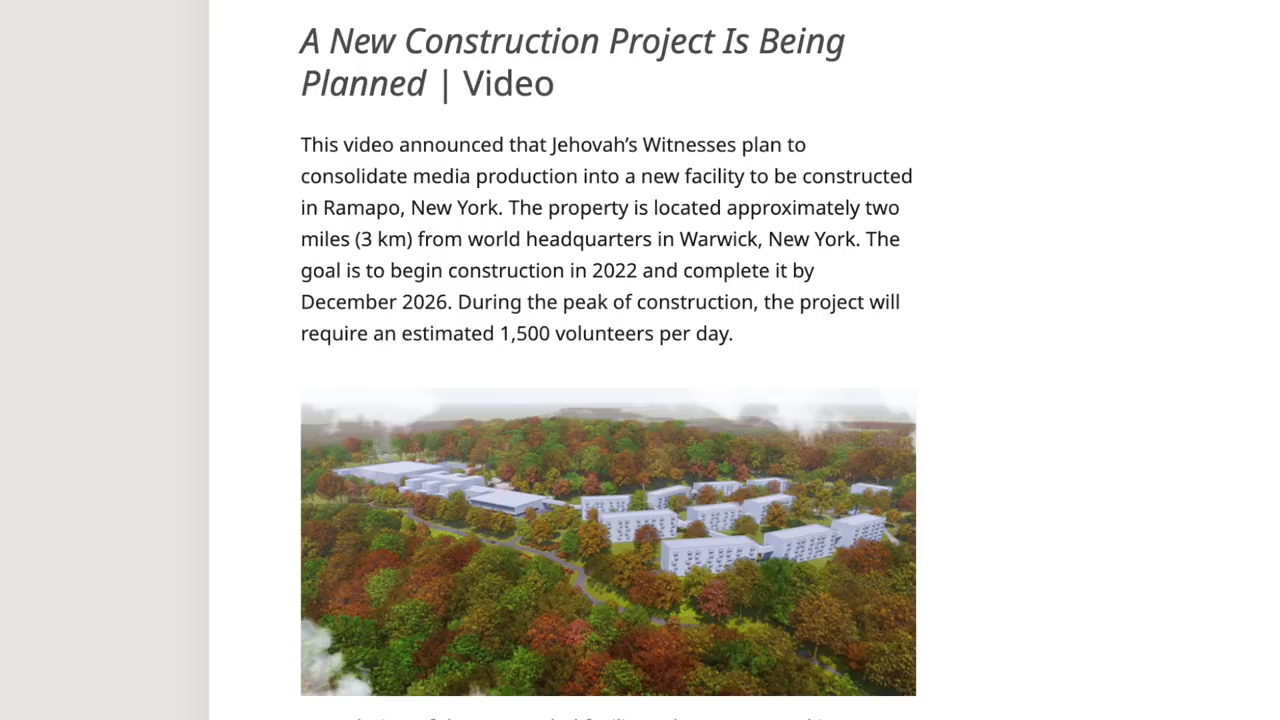 A New Construction Project Is Being
Planned | Video
This video announced that Jehovah’s Witnesses plan to
consolidate media production into a new facility to be constructed
in Ramapo, New York. The property is located approximately two
miles (3 km) from world headquarters in Warwick, New York. The
goal is to begin construction in 2022 and complete it by
December 2026. During the peak of construction, the project will
require an estimated 1,500 volunteers per day.